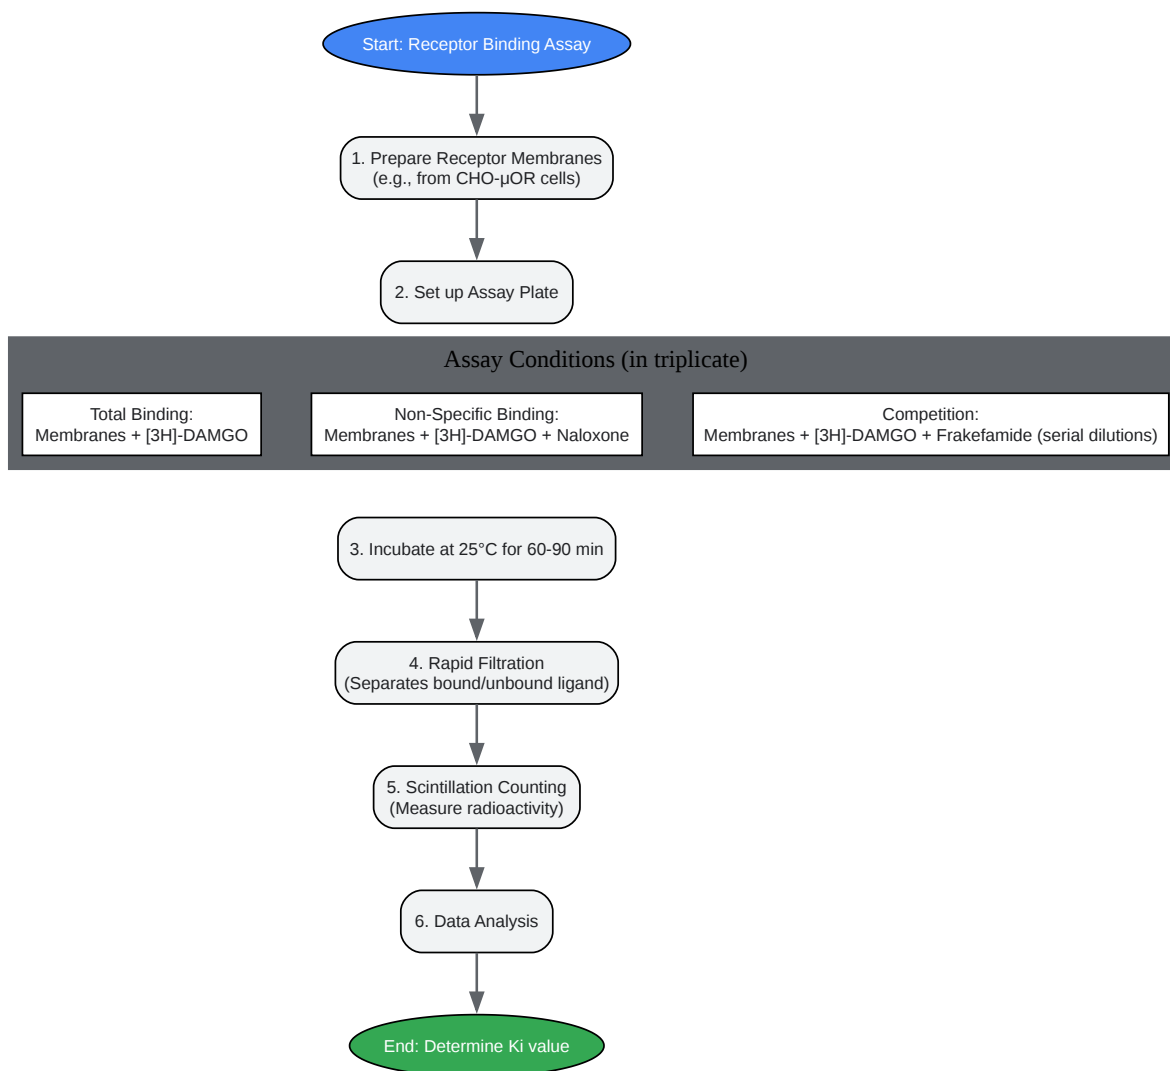 Start: Receptor Binding Assay
1. Prepare Receptor Membranes
(e.g., from CHO-μOR cells)
2. Set up Assay Plate
Assay Conditions (in triplicate)
Total Binding:
Membranes + [3H]-DAMGO
Non-Specific Binding:
Membranes + [3H]-DAMGO + Naloxone
Competition:
Membranes + [3H]-DAMGO + Frakefamide (serial dilutions)
3. Incubate at 25°C for 60-90 min
4. Rapid Filtration
(Separates bound/unbound ligand)
5. Scintillation Counting
(Measure radioactivity)
6. Data Analysis
End: Determine Ki value